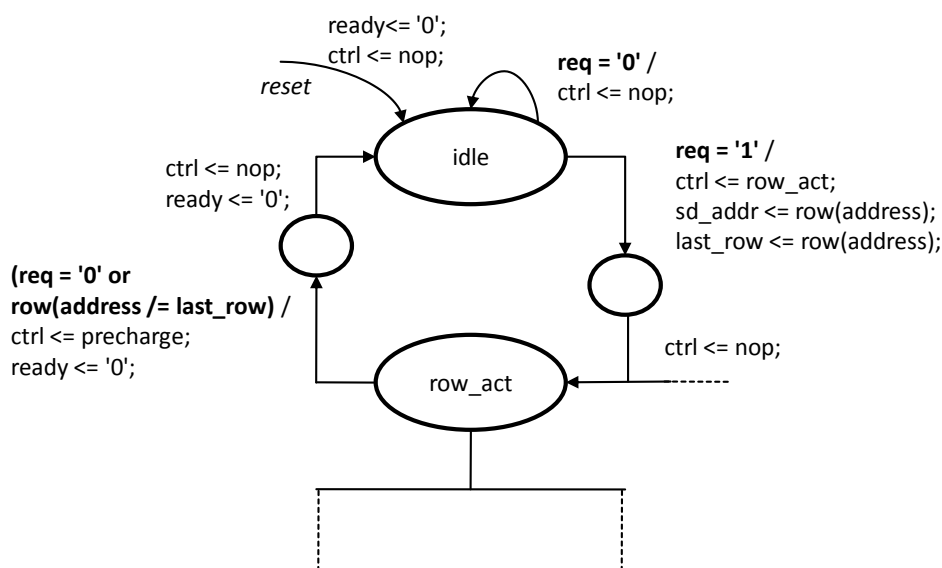 ready<= '0';
ctrl <= nop;
reset
req = '0' /
ctrl <= nop;
idle
req = '1' /
ctrl <= row_act;
sd_addr <= row(address);
last_row <= row(address);
ctrl <= nop;
ready <= '0';
(req = '0' or
row(address /= last_row) /
ctrl <= precharge;
ready <= '0';
ctrl <= nop;
row_act